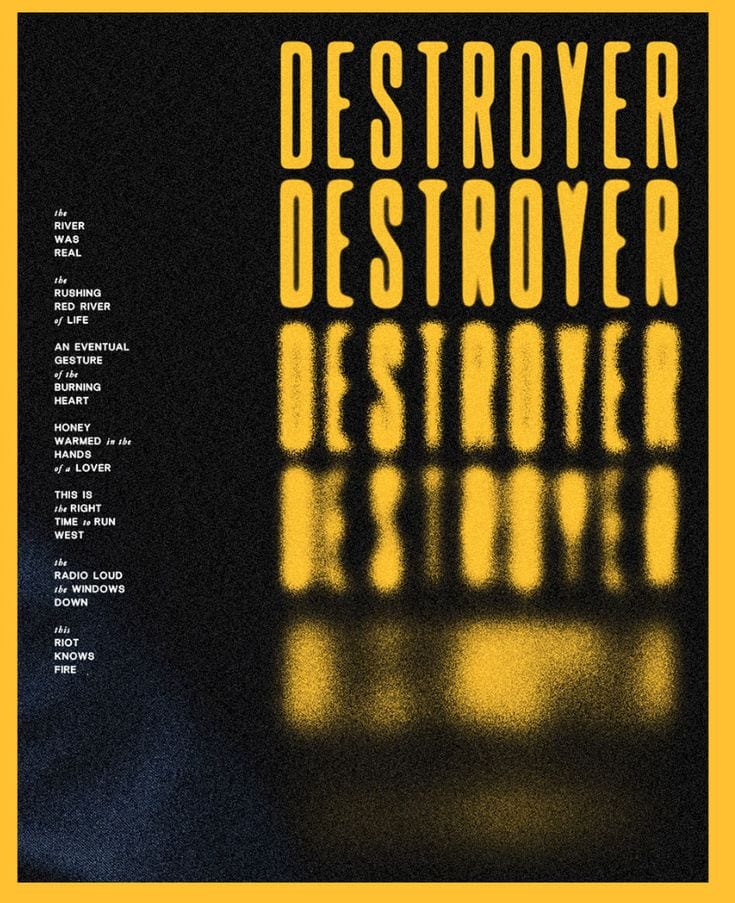 DESTROYER
DESTROYER
DESTROYER
DESTROYER
the
RIVER
WAS
REAL
the
RUSHING
RED RIVER
of LIFE
AN EVENTUAL
GESTURE
of the
BURNING
HEART
HONEY
WARMED in the
HANDS
of a LOVER
THIS IS
the RIGHT
TIME to RUN
WEST
the
RADIO LOUD
the WINDOWS
DOWN
this
RIOT
KNOWS
FIRE